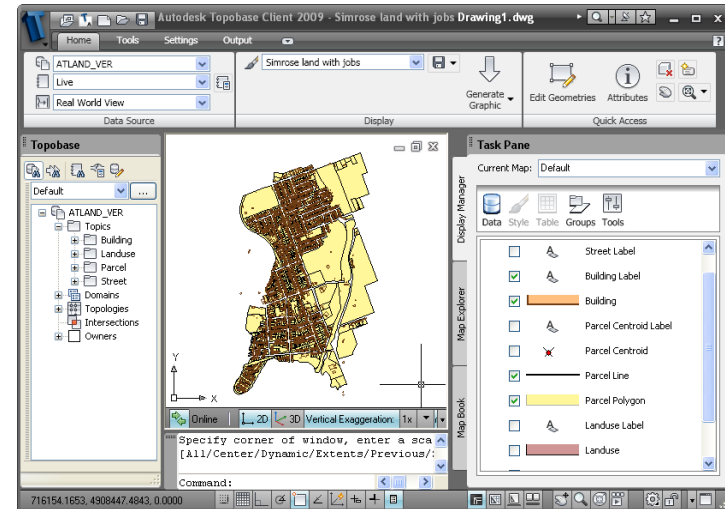 Autodesk Topobase Client 2009 - Simrose land with jobs Drawing1.dwg
Home Tools Settings Output
ATLAND_VER
Live
Real World View
Data Source
Simrose land with jobs
Generate
Graphic
Display
Edit Geometries
Attributes
Quick Access
Topobase
Default
...
ATLAND_VER
Topics
Building
Landuse
Parcel
Street
Domains
Topologies
Intersections
Owners
Y
X
Online 2D 3D Vertical Exaggeration: 1x
Specify corner of window, enter a sca
[All/Center/Dynamic/Extents/Previous/
Command:
Task Pane
Current Map: Default
Data Style Table Groups Tools
Display Manager
Map Explorer
Map Book
Street Label
Building Label
Building
Parcel Centroid Label
Parcel Centroid
Parcel Line
Parcel Polygon
Landuse Label
Landuse
716154.1653, 4908447.4843, 0.0000